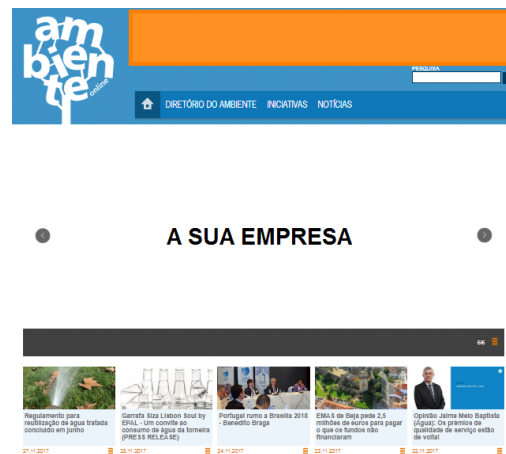 am
bien
te
online
PESQUISA
DIRETÓRIO DO AMBIENTE INICIATIVAS NOTÍCIAS
A SUA EMPRESA
6/6
Regulamento para
reutilização de água tratada
concluído em junho
27.11.2017
Garrafa Siza Lisbon Soul by
EPAL - Um convite ao
consumo de água da torneira
(PRESS RELEASE)
Portugal rumo a Brasília 2018
- Benedito Braga
24.11.2017
EMAS de Beja pede 2,5
milhões de euros para pagar
o que os fundos não
financiaram
23.11.2017
Opinião Jaime Melo Baptista
(Água): Os prémios de
qualidade de serviço estão
de volta!
22.11.2017